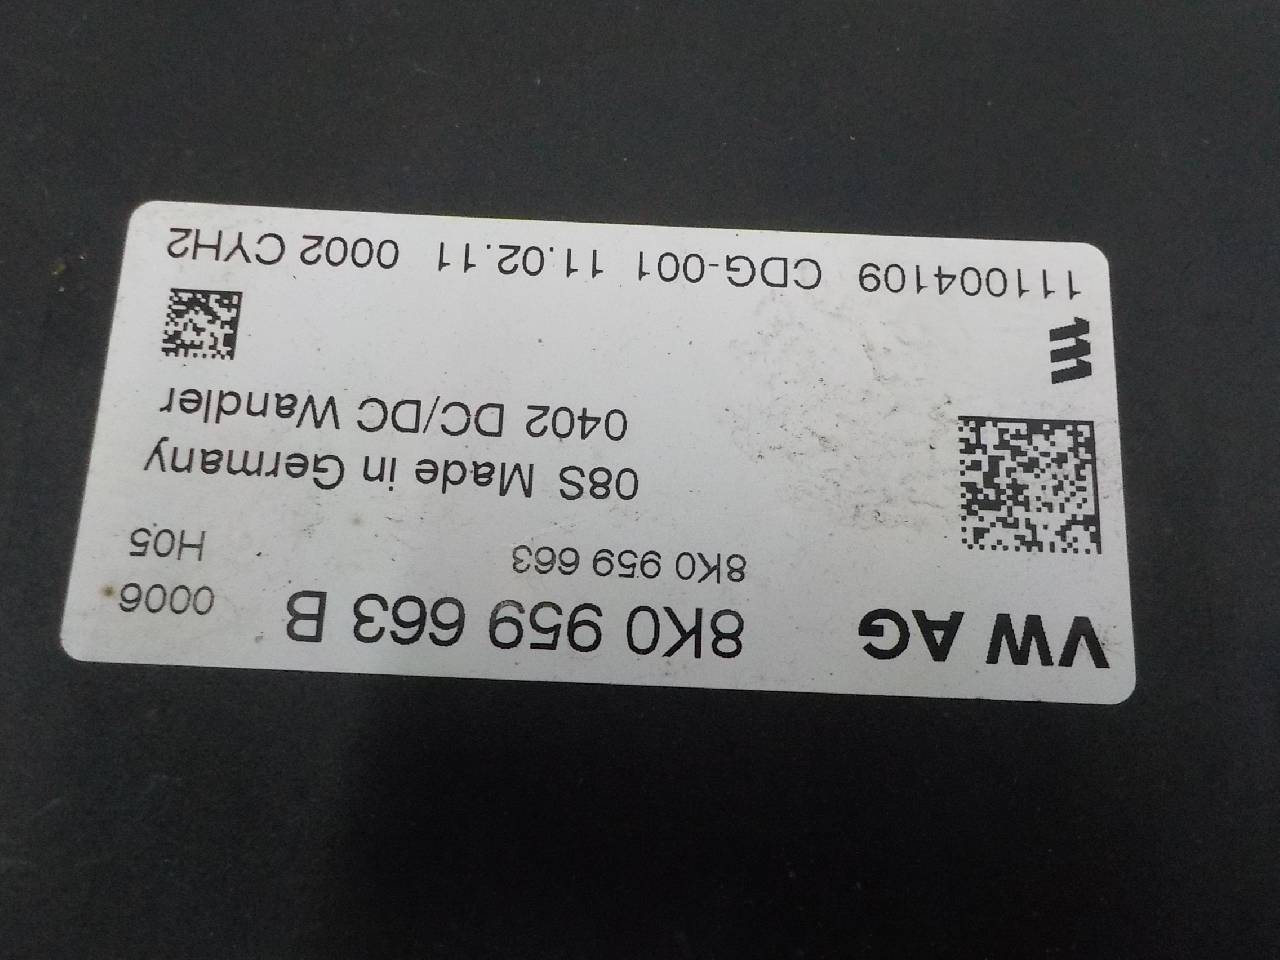 VW AG 8K0 959 663 B 0006
8K0 959 663 H05
08S Made in Germany
0402 DC/DC Wandler
111004109 CDG-001 11.02.11 0002 CYH2